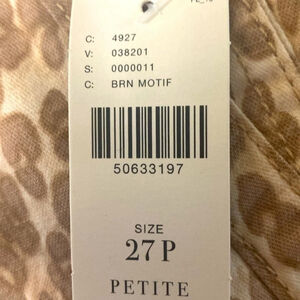 C: 4927
V: 038201
S: 0000011
C: BRN MOTIF
50633197
SIZE
27 P
PETITE